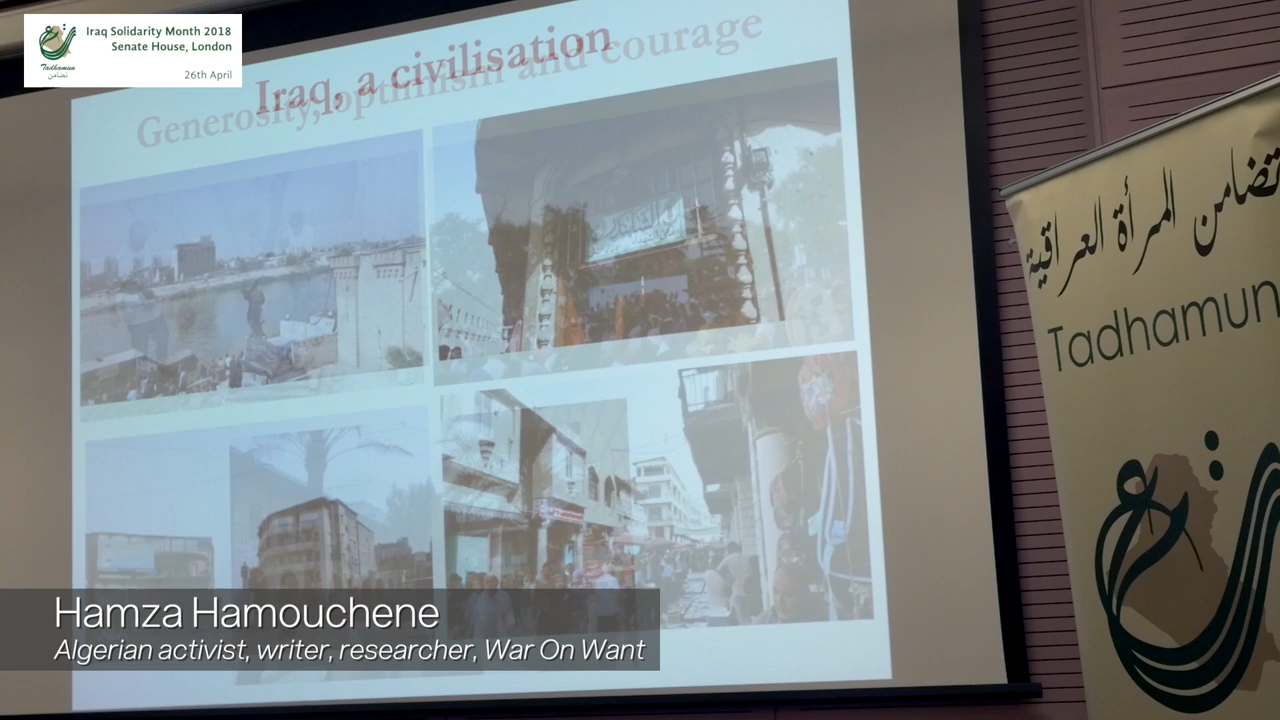 Iraq Solidarity Month 2018
Senate House, London
Tadhamun
تضامن
26th April
Iraq, a civilisation
Generosity, optimism and courage
تضامن المرأة العراقية
Tadhamun
Hamza Hamouchene
Algerian activist, writer, researcher, War On Want